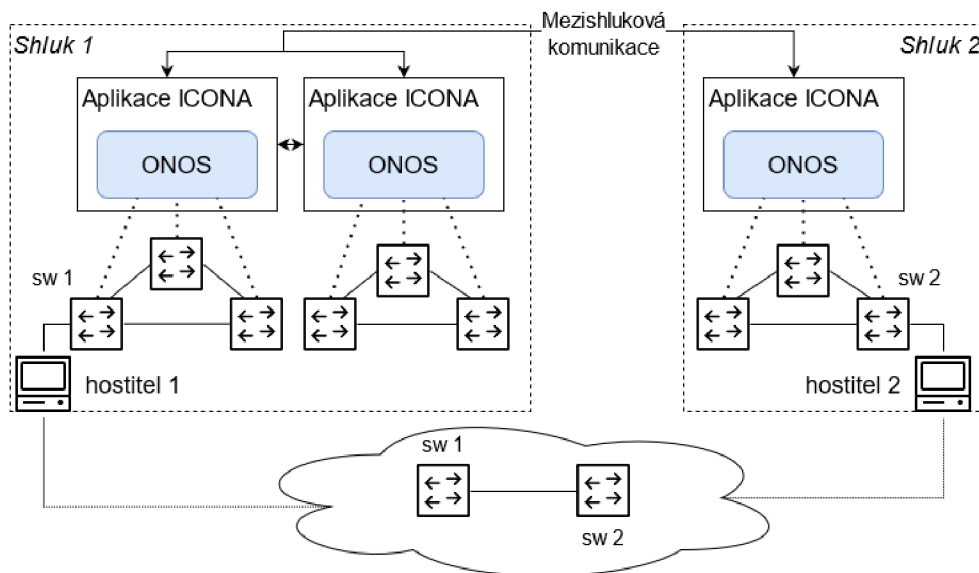 Shluk 1
Mezishluková
komunikace
Shluk 2
Aplikace ICONA
Aplikace ICONA
Aplikace ICONA
ONOS
ONOS
ONOS
sw 1
sw 2
hostitel 1
hostitel 2
sw 1
sw 2